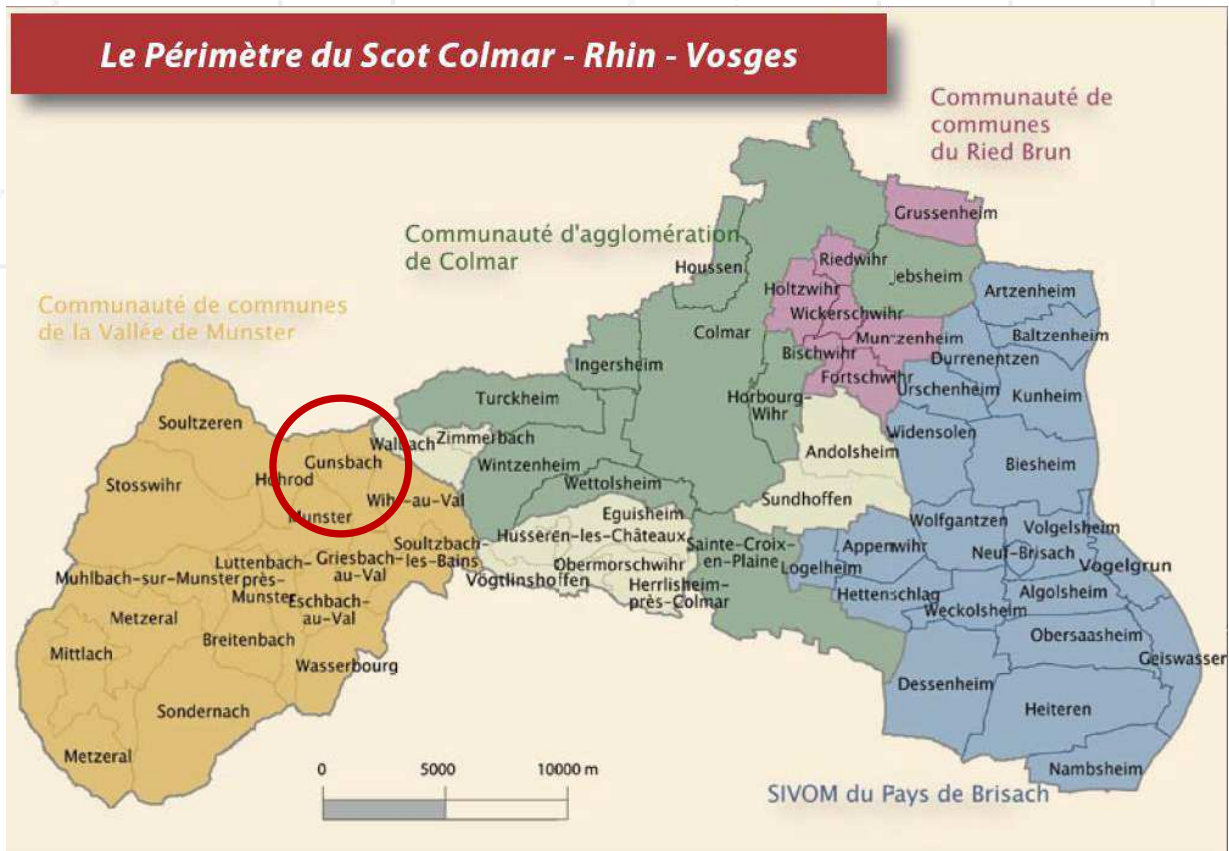 Le Périmètre du Scot Colmar - Rhin - Vosges
Communauté de
communes
du Ried Brun
Communauté d'agglomération
de Colmar
Communauté de communes
de la Vallée de Munster
Grussenheim
Riedwihr
Houssen
Jebsheim
Holtzwihr
Artzenheim
Wickerschwihr
Colmar
Muntzenheim
Baltzenheim
Bischwihr
Durrenentzen
Ingersheim
Fortschwihr
Urschenheim
Kunheim
Turckheim
Horbourg-
Wihr
Soultzeren
Walbach
Zimmerbach
Widensolen
Andolsheim
Gunsbach
Wintzenheim
Biesheim
Stosswihr
Hohrod
Wettolsheim
Wihr-au-Val
Sundhoffen
Munster
Eguisheim
Wolfgantzen
Volgelsheim
Husseren-les-Châteaux
Soultzbach-
les-Bains
Sainte-Croix-
en-Plaine
Appenwihr
Neuf-Brisach
Vogelgrun
Luttenbach-
près-
Munster
Griesbach-
au-Val
Obermorschwihr
Logelheim
Muhlbach-sur-Munster
Vögtlinshoffen
Herrlisheim-
près-Colmar
Hettenschlag
Algolsheim
Eschbach-
au-Val
Weckolsheim
Metzeral
Breitenbach
Obersaasheim
Mittlach
Wasserbourg
Geiswasser
Dessenheim
Sondernach
Heiteren
Metzeral
Nambsheim
0 5000 10000 m
SIVOM du Pays de Brisach